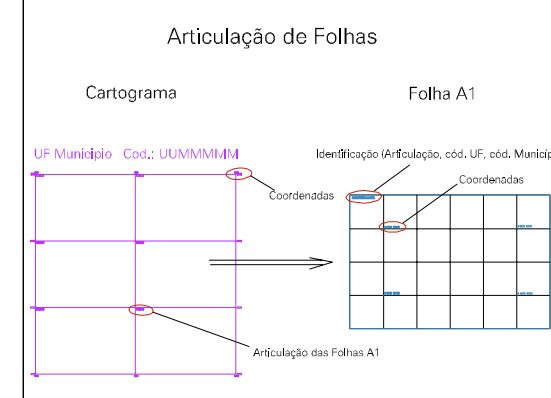 Articulação de Folhas
Cartograma
Folha A1
UF Municipio Cod.: UUMMMMM
Identificação (Articulação, cód. UF, cód. Municíp
Coordenadas
Coordenadas
Articulação das Folhas A1